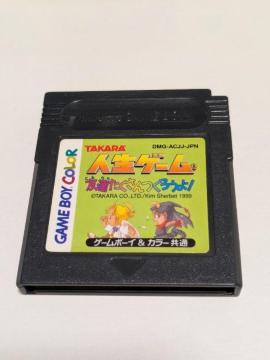 TAKARA
DMG-ACJJ-JPN
人生ゲーム
友達たくさんつくろうよ!
©TAKARA CO.,LTD./Kim Sherbet 1999
GAME BOY COLOR
ゲームボーイ & カラー 共通